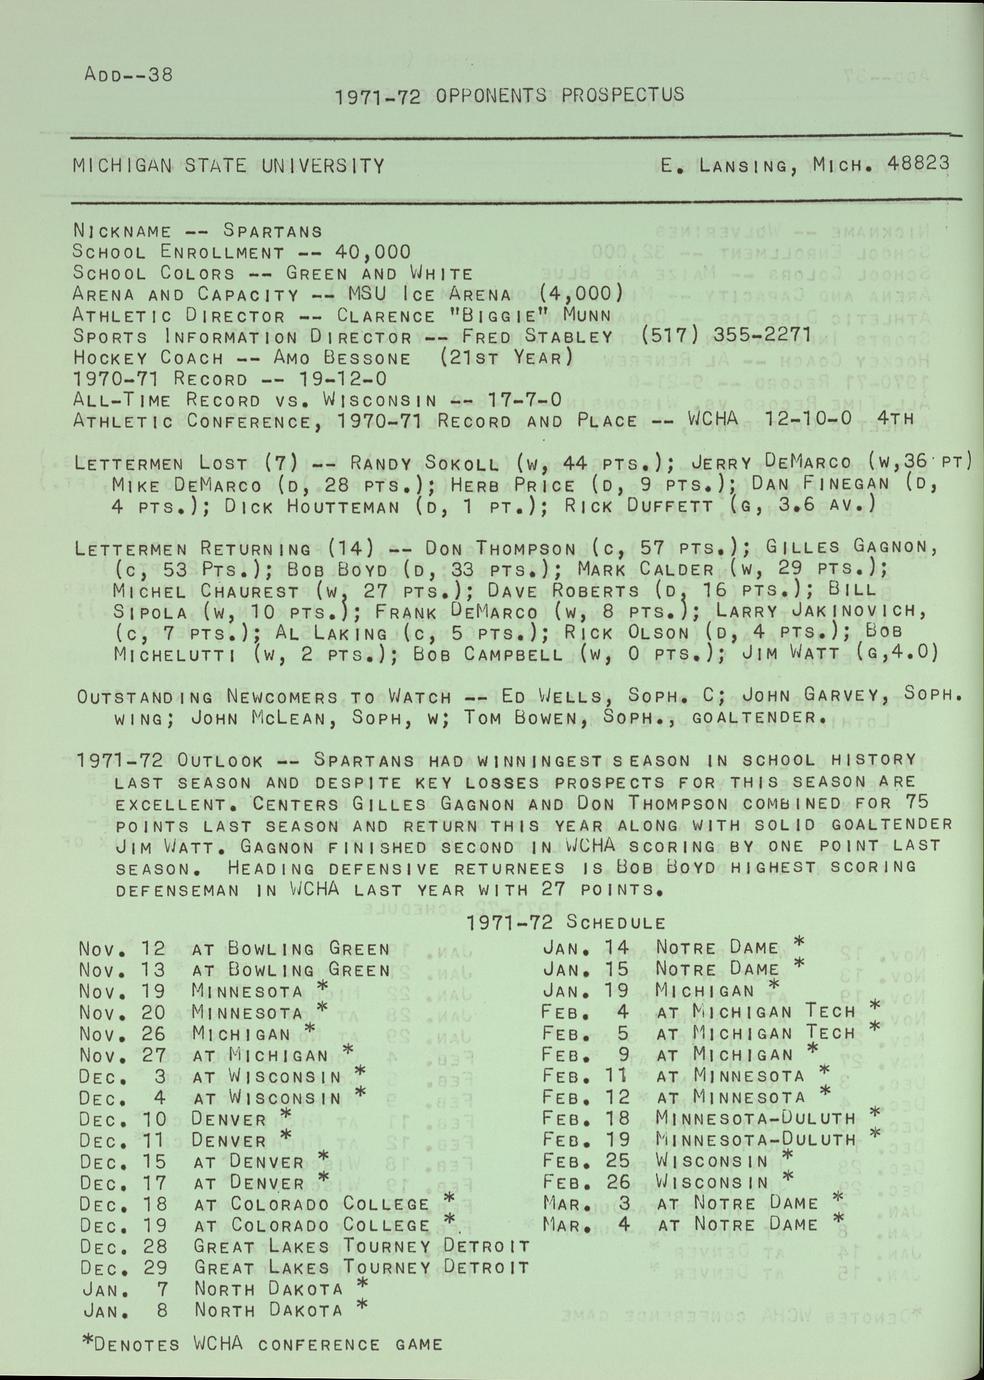 Add--38
1971-72 OPPONENTS PROSPECTUS
MICHIGAN STATE UNIVERSITY E. Lansing, Mich. 48823
Nickname -- Spartans
School Enrollment -- 40,000
School Colors -- Green and White
Arena and Capacity -- MSU Ice Arena (4,000)
Athletic Director -- Clarence "Biggie" Munn
Sports Information Director -- Fred Stabley (517) 355-2271
Hockey Coach -- Amo Bessone (21st Year)
1970-71 Record -- 19-12-0
All-Time Record vs. Wisconsin -- 17-7-0
Athletic Conference, 1970-71 Record and Place -- WCHA 12-10-0 4th
Lettermen Lost (7) -- Randy Sokoll (w, 44 pts.); Jerry DeMarco (w,36 pt)
Mike DeMarco (d, 28 pts.); Herb Price (d, 9 pts.); Dan Finegan (d,
4 pts.); Dick Houtteman (d, 1 pt.); Rick Duffett (g, 3.6 av.)
Lettermen Returning (14) -- Don Thompson (c, 57 pts.); Gilles Gagnon,
(c, 53 Pts.); Bob Boyd (d, 33 pts.); Mark Calder (w, 29 pts.);
Michel Chaurest (w, 27 pts.); Dave Roberts (d, 16 pts.); Bill
Sipola (w, 10 pts.); Frank DeMarco (w, 8 pts.); Larry Jakinovich,
(c, 7 pts.); Al Laking (c, 5 pts.); Rick Olson (d, 4 pts.); Bob
Michelutti (w, 2 pts.); Bob Campbell (w, 0 pts.); Jim Watt (g,4.0)
Outstanding Newcomers to Watch -- Ed Wells, Soph. C; John Garvey, Soph.
wing; John McLean, Soph, w; Tom Bowen, Soph., goaltender.
1971-72 Outlook -- Spartans had winningest season in school history
last season and despite key losses prospects for this season are
excellent. Centers Gilles Gagnon and Don Thompson combined for 75
points last season and return this year along with solid goaltender
Jim Watt. Gagnon finished second in WCHA scoring by one point last
season. Heading defensive returnees is Bob Boyd highest scoring
defenseman in WCHA last year with 27 points.
1971-72 Schedule
Nov. 12 at Bowling Green
Nov. 13 at Bowling Green
Nov. 19 Minnesota *
Nov. 20 Minnesota *
Nov. 26 Michigan *
Nov. 27 at Michigan *
Dec. 3 at Wisconsin *
Dec. 4 at Wisconsin *
Dec. 10 Denver *
Dec. 11 Denver *
Dec. 15 at Denver *
Dec. 17 at Denver *
Dec. 18 at Colorado College *
Dec. 19 at Colorado College *
Dec. 28 Great Lakes Tourney Detroit
Dec. 29 Great Lakes Tourney Detroit
Jan. 7 North Dakota *
Jan. 8 North Dakota *
Jan. 14 Notre Dame *
Jan. 15 Notre Dame *
Jan. 19 Michigan *
Feb. 4 at Michigan Tech *
Feb. 5 at Michigan Tech *
Feb. 9 at Michigan *
Feb. 11 at Minnesota *
Feb. 12 at Minnesota *
Feb. 18 Minnesota-Duluth *
Feb. 19 Minnesota-Duluth *
Feb. 25 Wisconsin *
Feb. 26 Wisconsin *
Mar. 3 at Notre Dame *
Mar. 4 at Notre Dame *
*Denotes WCHA conference game